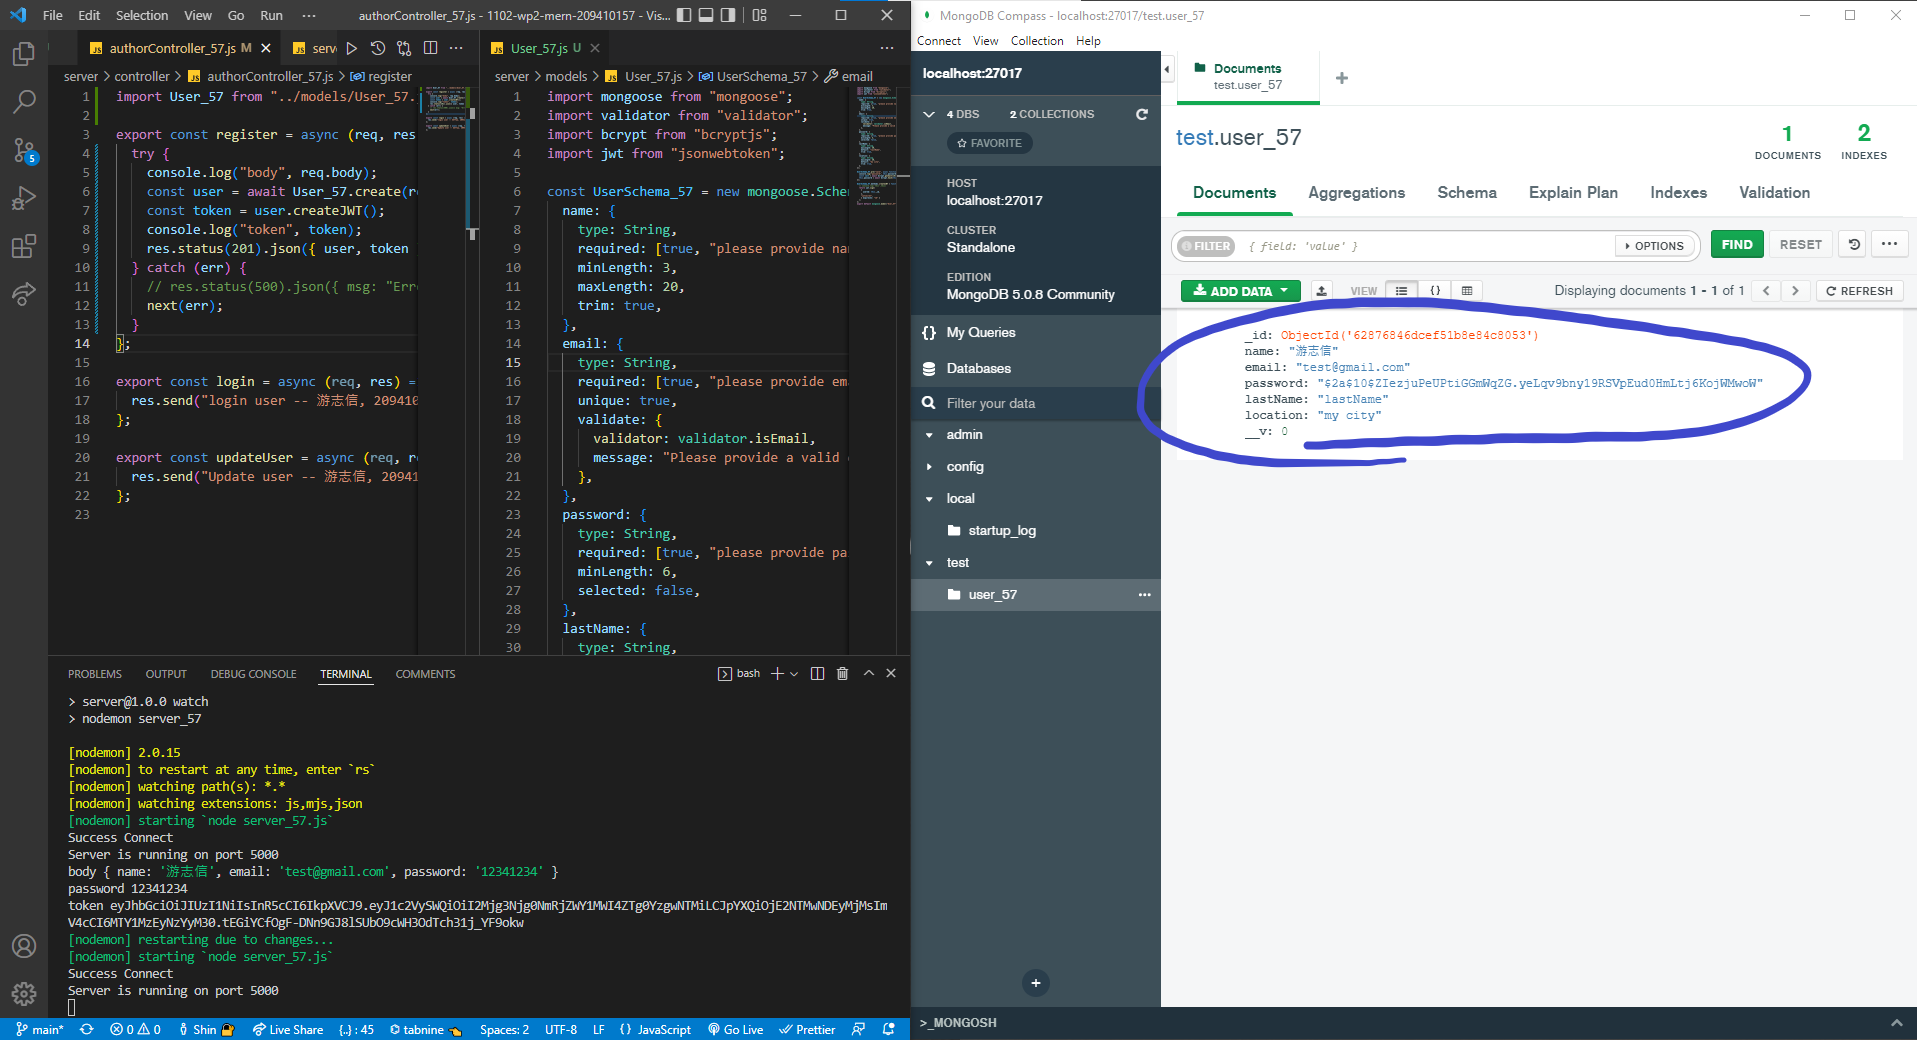 File Edit Selection View Go Run ··· authorController_57.js - 1102-wp2-mern-209410157 - Vis...
authorController_57.js M
server > controller > authorController_57.js > register
1 import User_57 from "../models/User_57.
2
3 export const register = async (req, res
4 try {
5 console.log("body", req.body);
6 const user = await User_57.create(re
7 const token = user.createJWT();
8 console.log("token", token);
9 res.status(201).json({ user, token
10 } catch (err) {
11 // res.status(500).json({ msg: "Erro
12 next(err);
13 }
14 };
15
16 export const login = async (req, res) =
17 res.send("login user -- 游志信, 20941
18 };
19
20 export const updateUser = async (req, r
21 res.send("Update user -- 游志信, 20941
22 };
23
User_57.js U
server > models > User_57.js > UserSchema_57 > email
1 import mongoose from "mongoose";
2 import validator from "validator";
3 import bcrypt from "bcryptjs";
4 import jwt from "jsonwebtoken";
5
6 const UserSchema_57 = new mongoose.Sche
7 name: {
8 type: String,
9 required: [true, "please provide na
10 minLength: 3,
11 maxLength: 20,
12 trim: true,
13 },
14 email: {
15 type: String,
16 required: [true, "please provide em
17 unique: true,
18 validate: {
19 validator: validator.isEmail,
20 message: "Please provide a valid
21 },
22 },
23 password: {
24 type: String,
25 required: [true, "please provide pa
26 minLength: 6,
27 selected: false,
28 },
29 lastName: {
30 type: String,
PROBLEMS OUTPUT DEBUG CONSOLE TERMINAL COMMENTS bash
> server@1.0.0 watch
> nodemon server_57
[nodemon] 2.0.15
[nodemon] to restart at any time, enter `rs`
[nodemon] watching path(s): *.*
[nodemon] watching extensions: js,mjs,json
[nodemon] starting `node server_57.js`
Success Connect
Server is running on port 5000
body { name: '游志信', email: 'test@gmail.com', password: '12341234' }
password 12341234
token eyJhbGciOiJIUzI1NiIsInR5cCI6IkpXVCJ9.eyJ1c2VySWQiOiI2Mjg3Njg0NmRjZWY1MWI4ZTg0YzgwNTMiLCJpYXQiOjE2NTMwNDEyMjMsIm
V4cCI6MTY1MzEyNzYyM30.tEGiYCfOgF-DNn9GJ8lSUbO9cWH3OdTch31j_YF9okw
[nodemon] restarting due to changes...
[nodemon] starting `node server_57.js`
Success Connect
Server is running on port 5000
main* 0 0 Shin Live Share {..} : 45 tabnine Spaces: 2 UTF-8 LF {} JavaScript Go Live Prettier
MongoDB Compass - localhost:27017/test.user_57
Connect View Collection Help
localhost:27017
4 DBS 2 COLLECTIONS
FAVORITE
HOST
localhost:27017
CLUSTER
Standalone
EDITION
MongoDB 5.0.8 Community
My Queries
Databases
Filter your data
admin
config
local
startup_log
test
user_57
Documents
test.user_57
test.user_57
1 DOCUMENTS
2 INDEXES
Documents Aggregations Schema Explain Plan Indexes Validation
FILTER { field: 'value' } OPTIONS FIND RESET
ADD DATA VIEW {} Displaying documents 1 - 1 of 1 REFRESH
_id: ObjectId('62876846dcef51b8e84c8053')
name: "游志信"
email: "test@gmail.com"
password: "$2a$10$ZIezjuPeUPtiGGmWqZG.yeLqv9bny19RSVpEud0HmLtj6KojWMwoW"
lastName: "lastName"
location: "my city"
__v: 0
>_MONGOSH